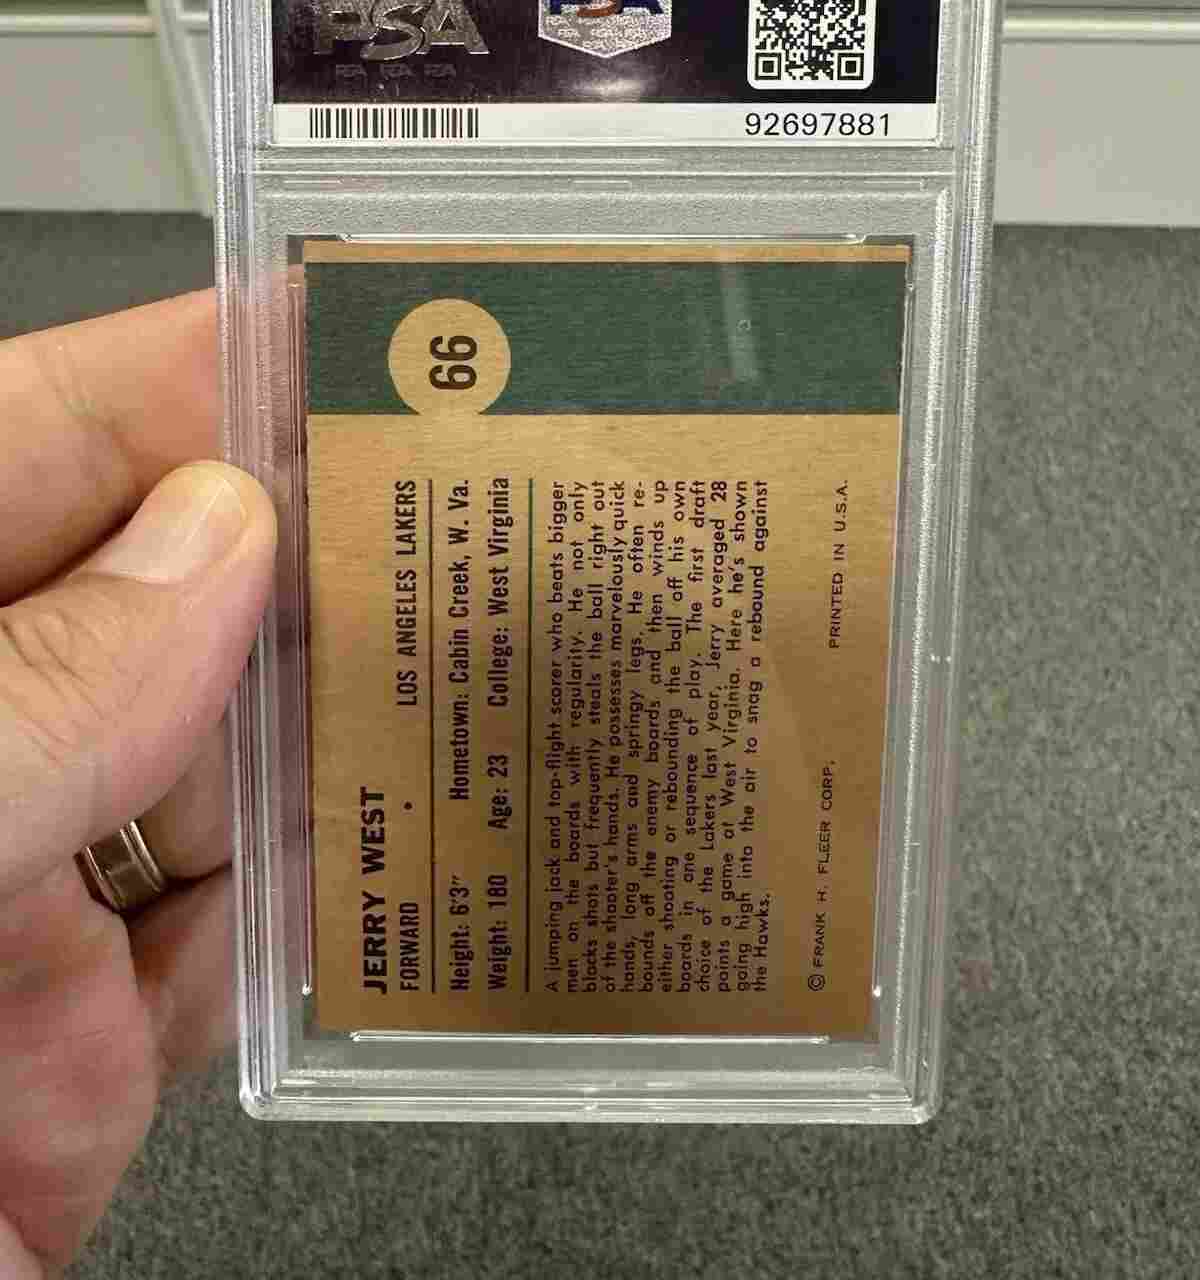 PSA
PSA PSA PSA
PSA
PSA PSA PSA
92697881
66
JERRY WEST
FORWARD • LOS ANGELES LAKERS
Height: 6'3" Hometown: Cabin Creek, W. Va.
Weight: 180 Age: 23 College: West Virginia
A jumping jack and top-flight scorer who beats bigger
men on the boards with regularity. He not only
blocks shots but frequently steals the ball right out
of the shooter's hands. He possesses marvelously quick
hands, long arms and springy legs. He often re-
bounds off the enemy boards and then winds up
either shooting or rebounding the ball off his own
boards in one sequence of play. The first draft
choice of the Lakers last year, Jerry averaged 28
points a game at West Virginia. Here he's shown
going high into the air to snag a rebound against
the Hawks.
© FRANK H. FLEER CORP. PRINTED IN U.S.A.